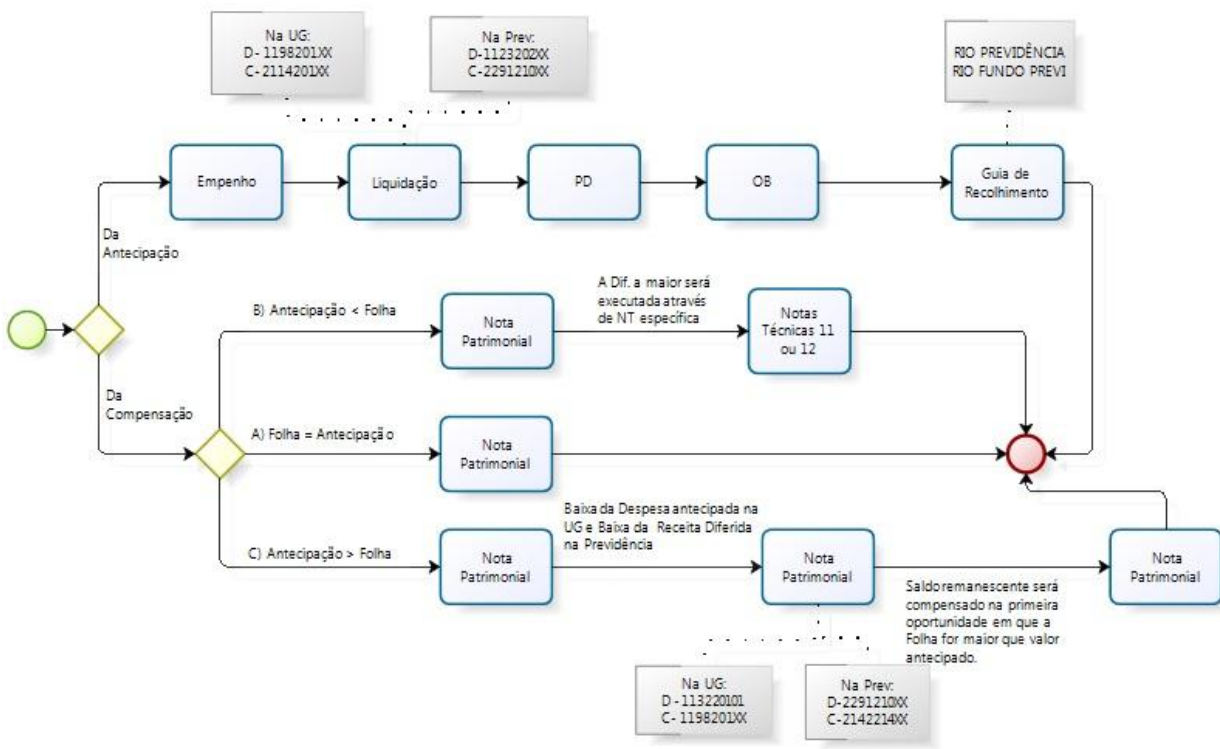 Na UG:
D- 1198201XX
C- 2114201XX
Na Prev:
D-1123202XX
C-2291210XX
RIO PREVIDÊNCIA
RIO FUNDO PREVI
Empenho
Liquidação
PD
OB
Guia de
Recolhimento
Da
Antecipação
B) Antecipação < Folha
Nota
Patrimonial
A Dif. a maior será
executada através
de NT específica
Notas
Técnicas 11
ou 12
Da
Compensação
A) Folha = Antecipação
Nota
Patrimonial
C) Antecipação > Folha
Nota
Patrimonial
Baixa da Despesa antecipada na
UG e Baixa da Receita Diferida
na Previdência
Nota
Patrimonial
Saldo remanescente será
compensado na primeira
oportunidade em que a
Folha for maior que valor
antecipado.
Nota
Patrimonial
Na UG:
D - 113220101
C - 1198201XX
Na Prev:
D-2291210XX
C-2142214XX